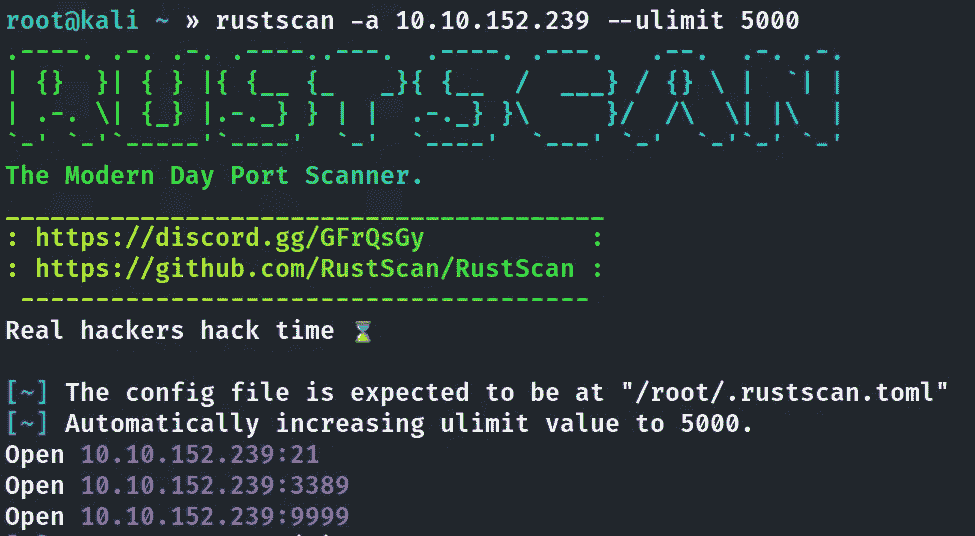 root@kali ~ » rustscan -a 10.10.152.239 --ulimit 5000
.----. .-. .-. .----..---.  .----. .---.   .--.  .-. .-.
| {}  }| { } |{ {__ {_   _}{ {__  /  ___} / {} \ |  `| |
| .-. \| {_} |.-._} } | |  .-._} }\     }/  /\  \| |\  |
`-' `-'`-----'`----'  `-'  `----'  `---' `-'  `-'`-' `-'
The Modern Day Port Scanner.
________________________________________
: https://discord.gg/GFrQsGy           :
: https://github.com/RustScan/RustScan :
 --------------------------------------
Real hackers hack time ⌛
[~] The config file is expected to be at "/root/.rustscan.toml"
[~] Automatically increasing ulimit value to 5000.
Open 10.10.152.239:21
Open 10.10.152.239:3389
Open 10.10.152.239:9999